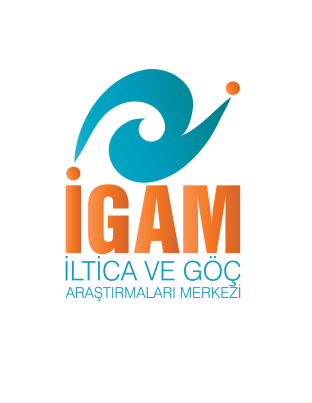 İGAM
İLTİCA VE GÖÇ
ARAŞTIRMALARI MERKEZİ